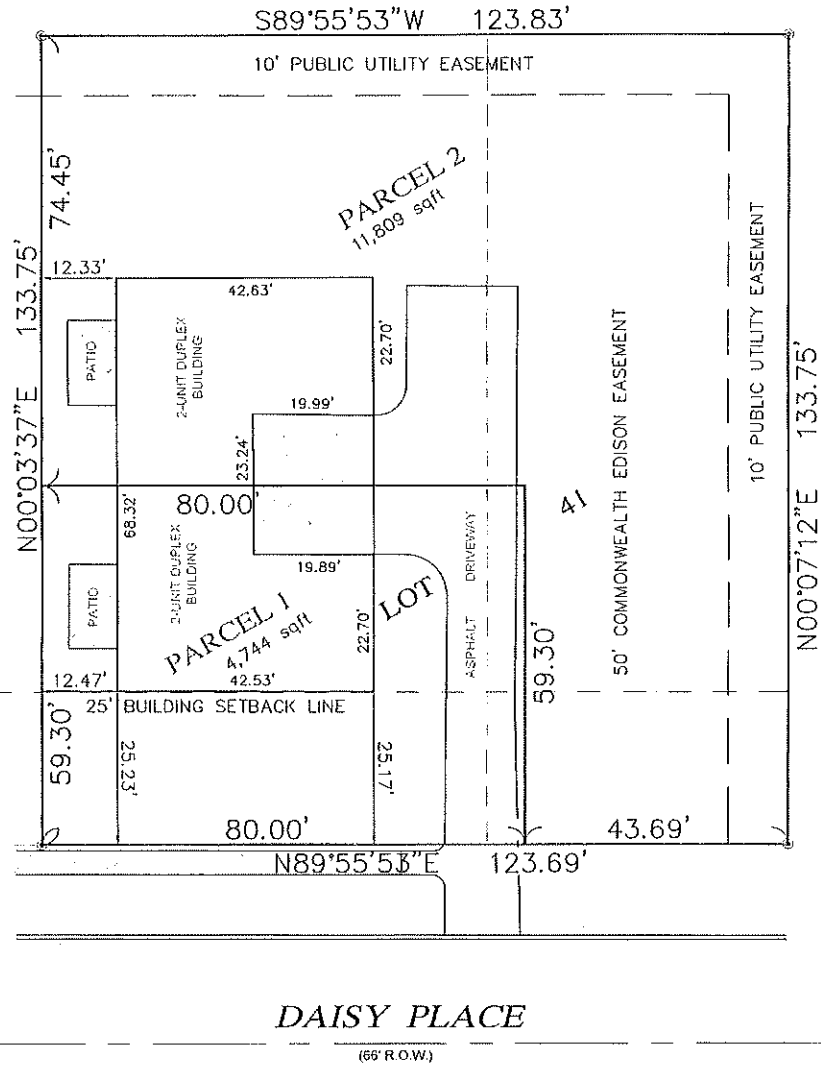 S89°55'53"W 123.83'
10' PUBLIC UTILITY EASEMENT
74.45'
N00°03'37"E 133.75'
PARCEL 2
11,809 sqft
12.33'
42.63'
PATIO
2-UNIT DUPLEX
BUILDING
22.70'
19.99'
23.24'
10' PUBLIC UTILITY EASEMENT
50' COMMONWEALTH EDISON EASEMENT
N00°07'12"E 133.75'
80.00'
68.32'
41
2-UNIT DUPLEX
BUILDING
PATIO
19.89'
LOT
ASPHALT DRIVEWAY
PARCEL 1
4,744 sqft
22.70'
59.30'
12.47'
42.53'
25' BUILDING SETBACK LINE
59.30'
25.23'
25.17'
80.00'
43.69'
N89°55'53"E 123.69'
DAISY PLACE
(66' R.O.W.)